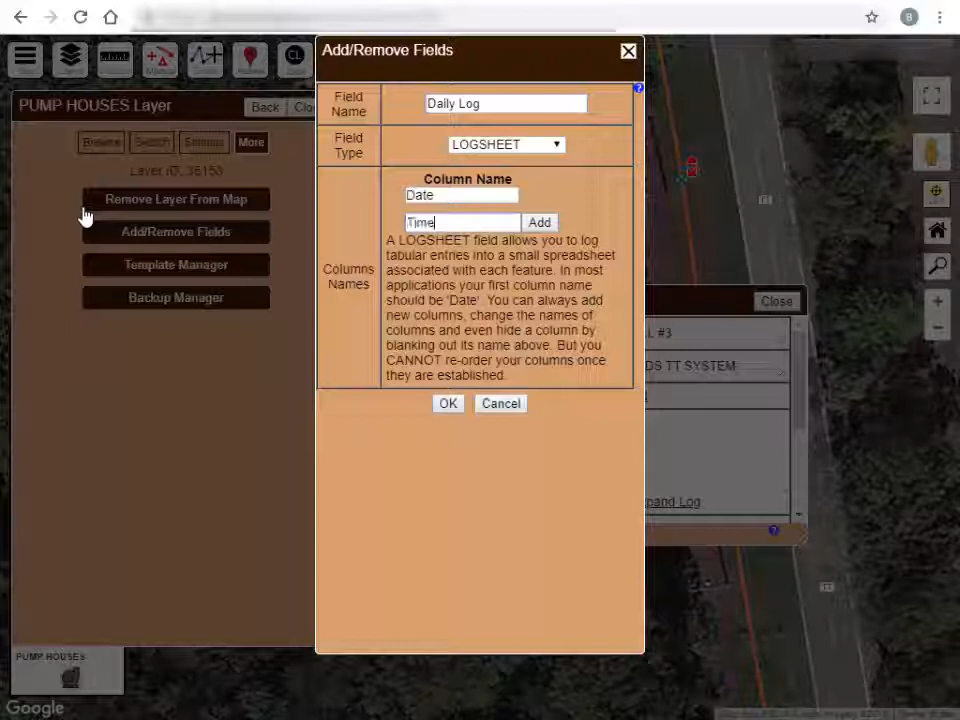 B
CL
Add/Remove Fields
PUMP HOUSES Layer
Back
Browse
Search
More
Layer ID: 36153
Remove Layer From Map
Add/Remove Fields
Template Manager
Backup Manager
Field
Name
Daily Log
?
Field
Type
LOGSHEET
Columns
Names
Column Name
Date
Time
Add
A LOGSHEET field allows you to log
tabular entries into a small spreadsheet
associated with each feature. In most
applications your first column name
should be 'Date'. You can always add
new columns, change the names of
columns and even hide a column by
blanking out its name above. But you
CANNOT re-order your columns once
they are established.
OK
Cancel
Close
L #3
DS TT SYSTEM
pand Log
?
TT
TT
PUMP HOUSES
Google